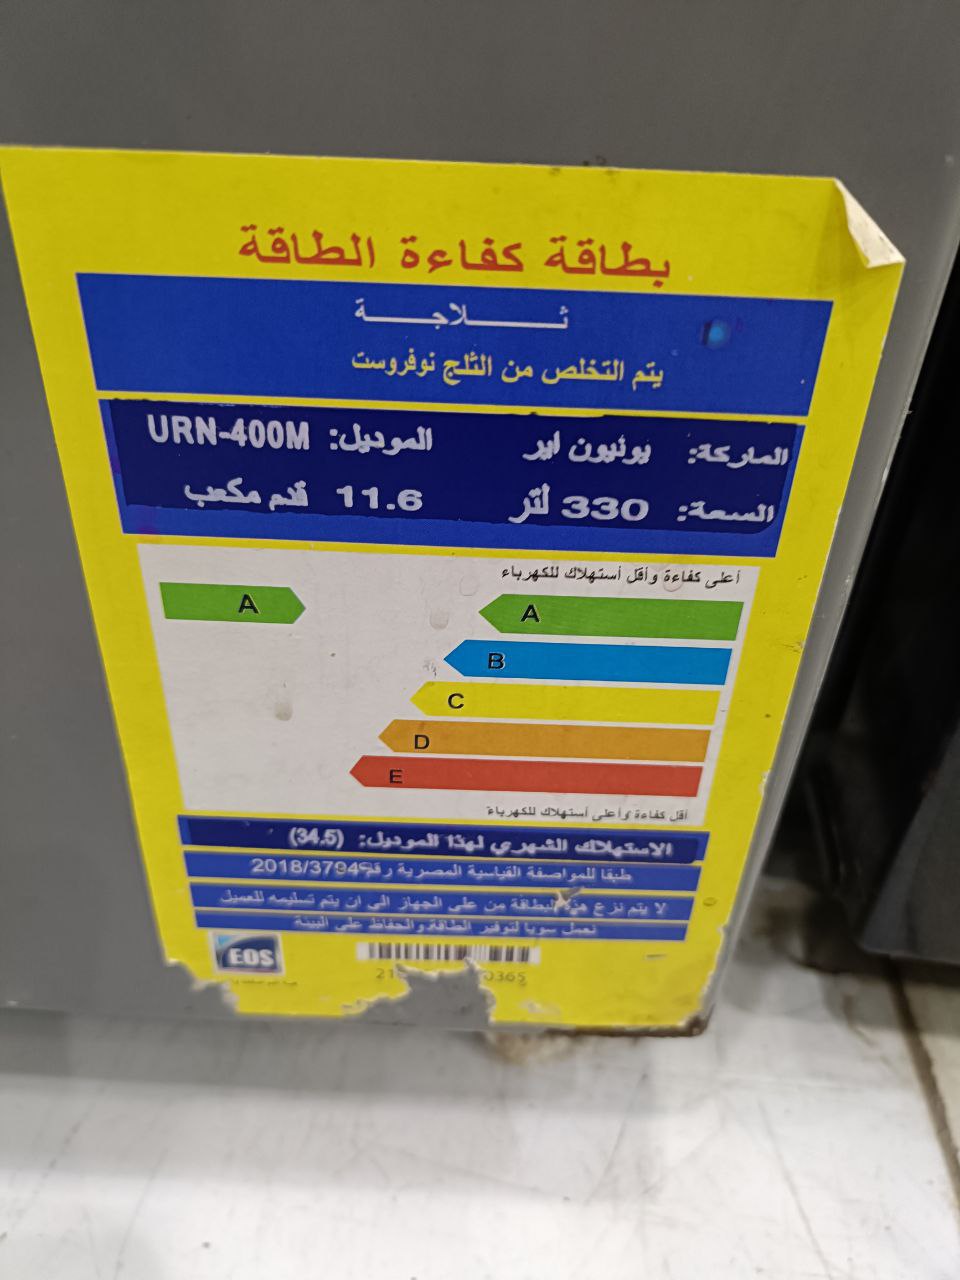 بطاقة كفاءة الطاقة
ثـــــلاجـــــة
يتم التخلص من الثلج نوفروست
الماركة: يونيون اير الموديل: URN-400M
السعة: 330 لتر 11.6 قدم مكعب
أعلى كفاءة وأقل أستهلاك للكهرباء
A A
B
C
D
E
أقل كفاءة وأعلى أستهلاك للكهرباء
الاستهلاك الشهري لهذا الموديل: (34.5)
طبقا للمواصفة القياسية المصرية رقم 2018/3794
لا يتم نزع هذه البطاقة من على الجهاز الى ان يتم تسليمه للعميل
نعمل سويا لتوفير الطاقة والحفاظ على البيئة
EOS
21 0365